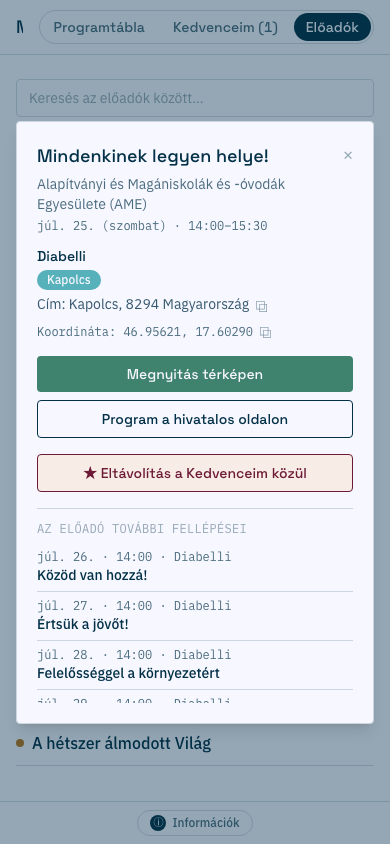 Programtábla
Kedvenceim (1)
Előadók
Keresés az előadók között...
Mindenkinek legyen helye!
×
Alapítványi és Magániskolák és -óvodák
Egyesülete (AME)
júl. 25. (szombat) · 14:00–15:30
Diabelli
Kapolcs
Cím: Kapolcs, 8294 Magyarország
Koordináta: 46.95621, 17.60290
Megnyitás térképen
Program a hivatalos oldalon
★ Eltávolítás a Kedvenceim közül
AZ ELŐADÓ TOVÁBBI FELLÉPÉSEI
júl. 26. · 14:00 · Diabelli
Közöd van hozzá!
júl. 27. · 14:00 · Diabelli
Értsük a jövőt!
júl. 28. · 14:00 · Diabelli
Felelősséggel a környezetért
A hétszer álmodott Világ
Információk